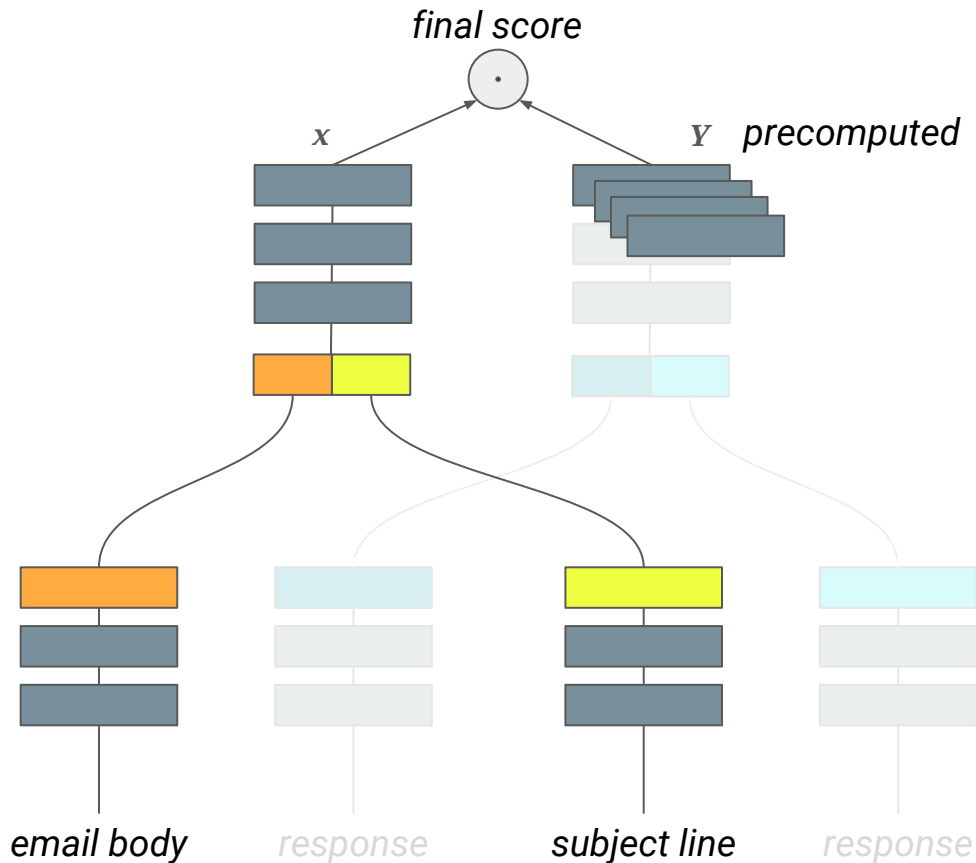 final score
x
Y
precomputed
email body
response
subject line
response